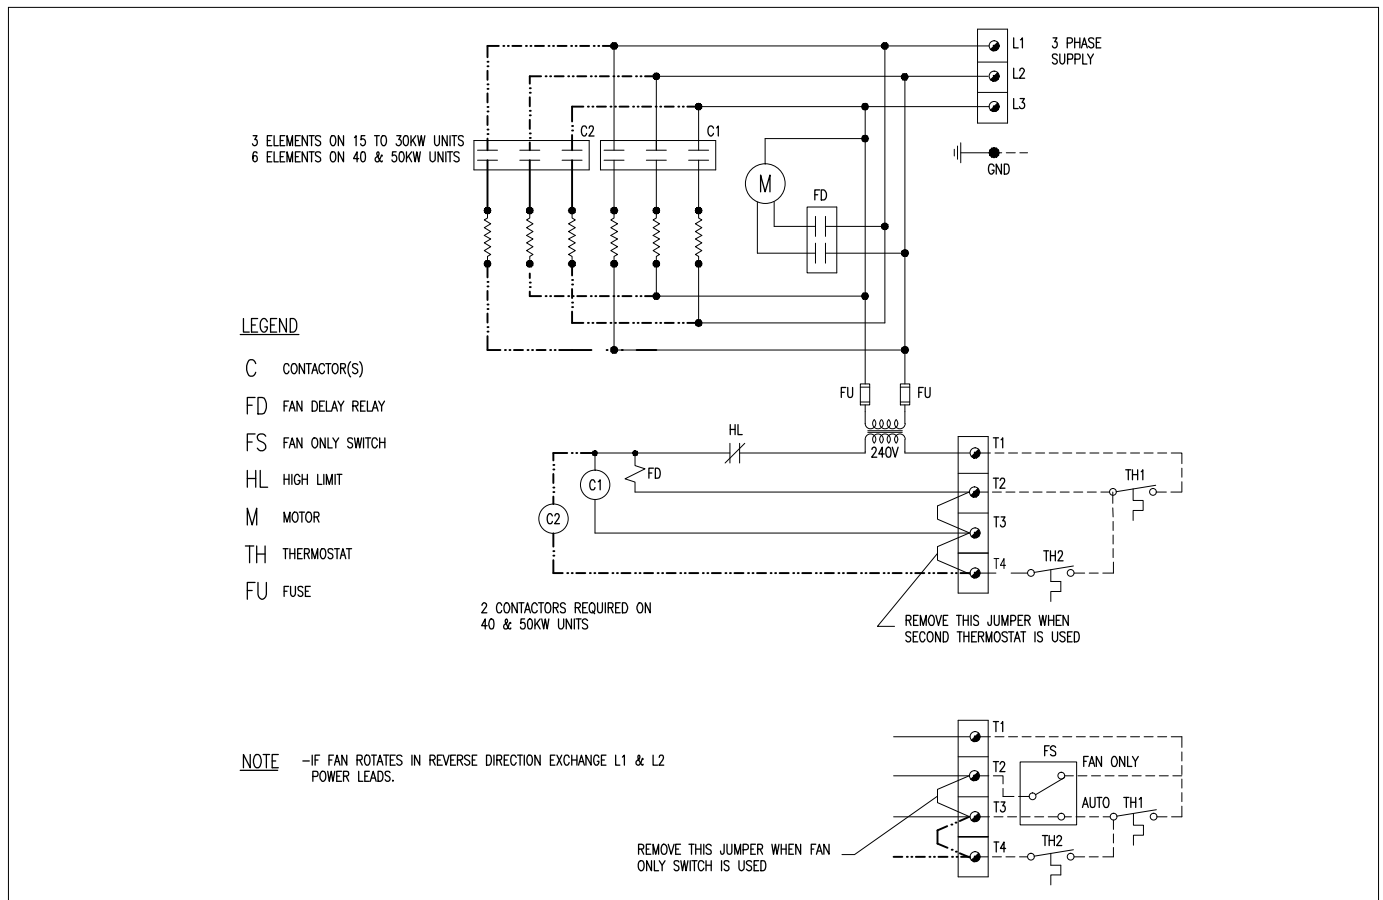 L1
3 PHASE
SUPPLY
L2
L3
C2
C1
3 ELEMENTS ON 15 TO 30KW UNITS
6 ELEMENTS ON 40 & 50KW UNITS
GND
M
FD
LEGEND
C CONTACTOR(S)
FD FAN DELAY RELAY
FS FAN ONLY SWITCH
HL HIGH LIMIT
M MOTOR
TH THERMOSTAT
FU FUSE
FU
FU
HL
240V
T1
FD
C1
T2
TH1
C2
T3
TH2
T4
2 CONTACTORS REQUIRED ON
40 & 50KW UNITS
REMOVE THIS JUMPER WHEN
SECOND THERMOSTAT IS USED
NOTE -IF FAN ROTATES IN REVERSE DIRECTION EXCHANGE L1 & L2
POWER LEADS.
T1
FS
T2
FAN ONLY
T3
AUTO
TH1
T4
TH2
REMOVE THIS JUMPER WHEN FAN
ONLY SWITCH IS USED